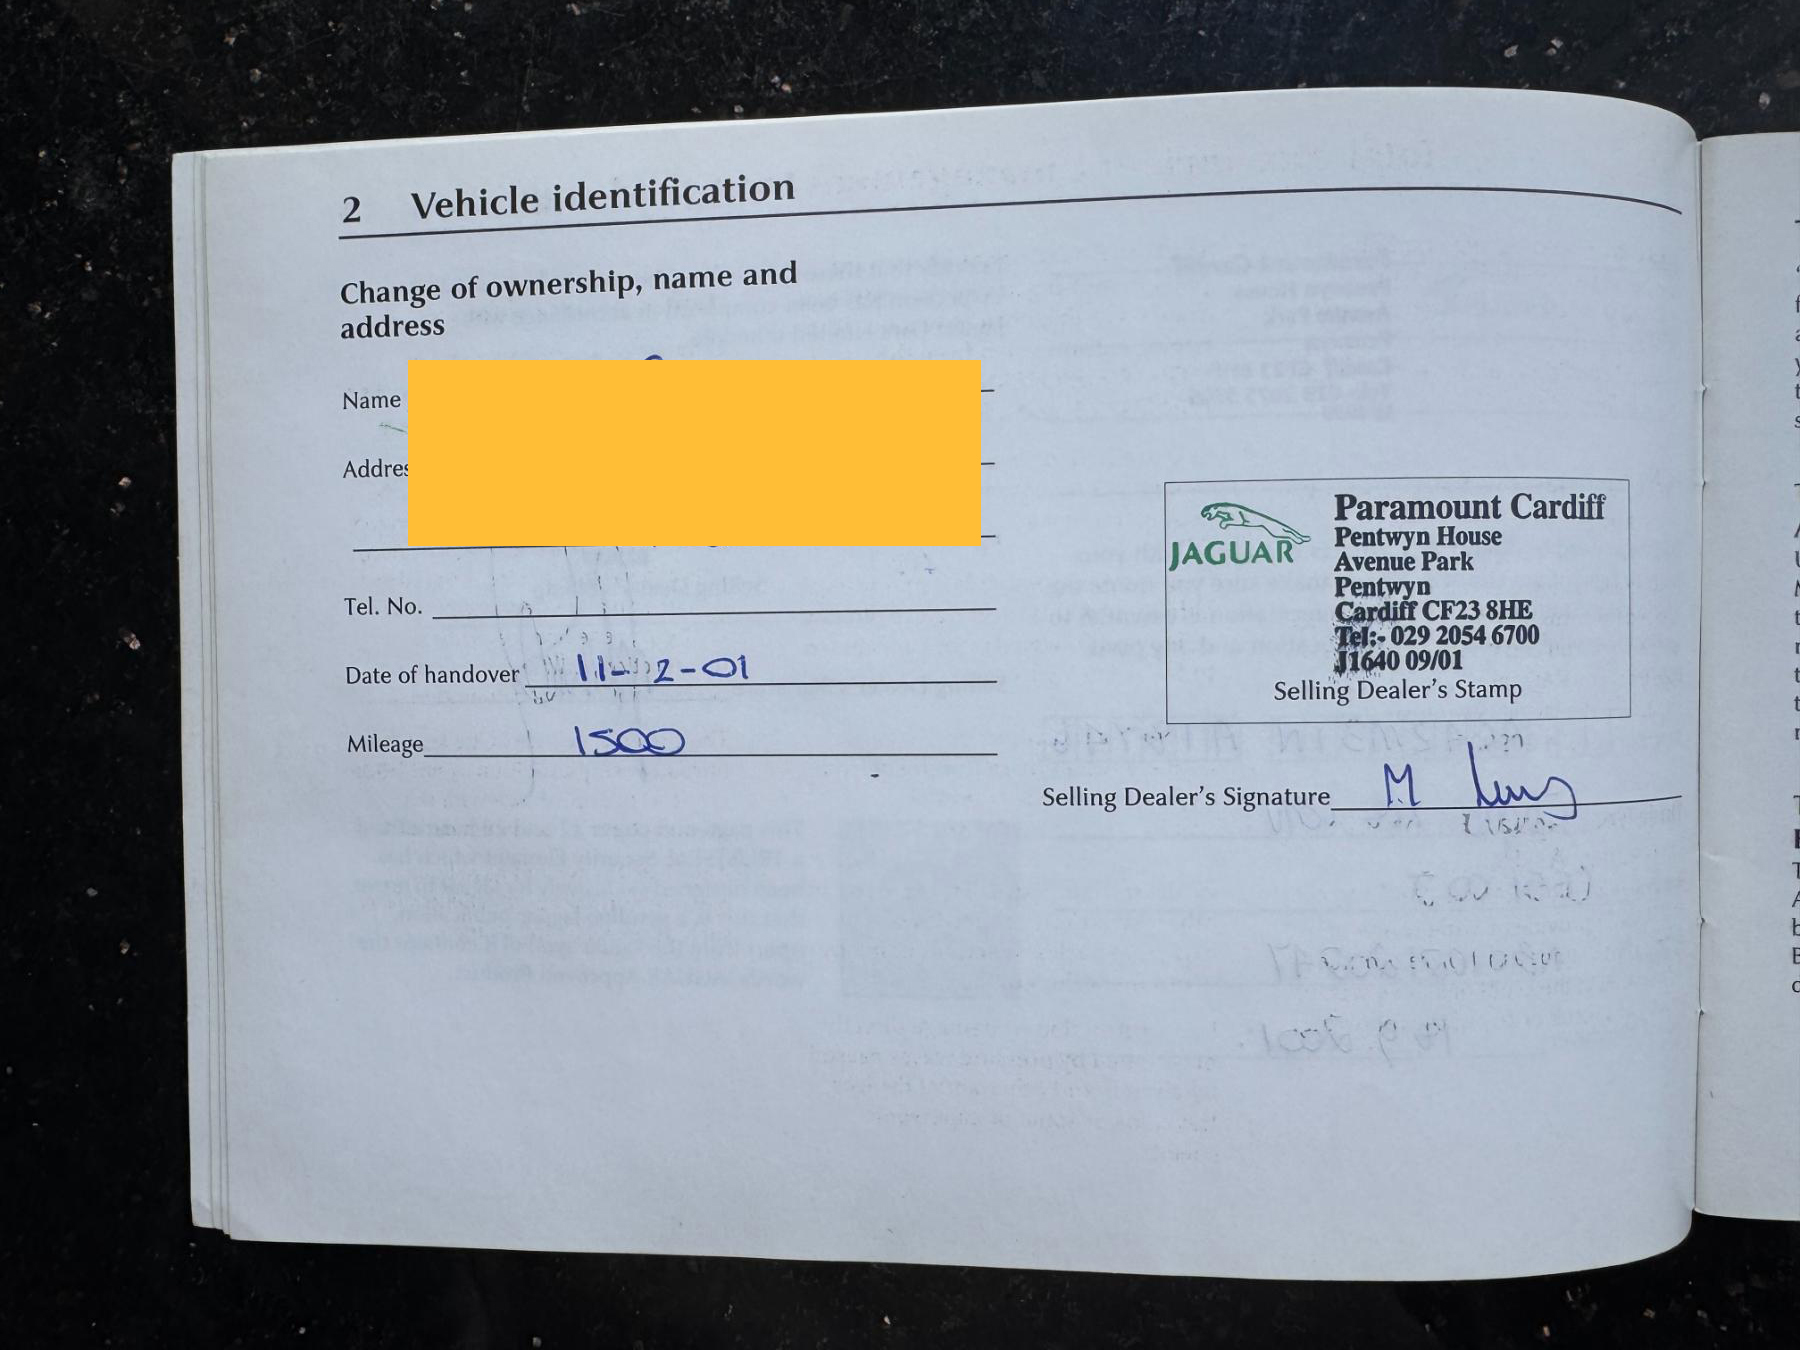 2 Vehicle identification
Change of ownership, name and
address
Name
Addres
Tel. No.
Date of handover 11-2-01
Mileage 1500
JAGUAR
Paramount Cardiff
Pentwyn House
Avenue Park
Pentwyn
Cardiff CF23 8HE
Tel:- 029 2054 6700
J1640 09/01
Selling Dealer's Stamp
Selling Dealer's Signature M